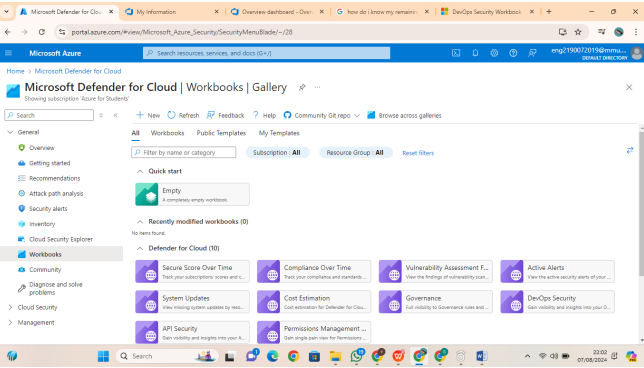 Microsoft Defender for Clou
My Information
Overview dashboard - Over
how do i know my remainin
DevOps Security Workbook
portal.azure.com/#view/Microsoft_Azure_Security/SecurityMenuBlade/~/28
Microsoft Azure
Search resources, services, and docs (G+/)
eng2190072019@mmu....
DEFAULT DIRECTORY
Home > Microsoft Defender for Cloud
Microsoft Defender for Cloud | Workbooks | Gallery
Showing subscription 'Azure for Students'
Search
New Refresh Feedback Help Community Git repo Browse across galleries
General
Overview
Getting started
Recommendations
Attack path analysis
Security alerts
Inventory
Cloud Security Explorer
Workbooks
Community
Diagnose and solve
problems
Cloud Security
Management
All Workbooks Public Templates My Templates
Filter by name or category
Subscription : All
Resource Group : All
Reset filters
Quick start
Empty
A completely empty workbook.
Recently modified workbooks (0)
No items found.
Defender for Cloud (10)
Secure Score Over Time
Track your subscriptions' scores and c...
Compliance Over Time
Track your compliance and standards ...
Vulnerability Assessment F...
View the findings of vulnerability scan...
Active Alerts
View the active security alerts of your ...
System Updates
View missing system updates by reso...
Cost Estimation
Cost estimation for Defender for Clou...
Governance
Full visibility to Governance rules and ...
DevOps Security
Gain visibility and insights into your D...
API Security
Gain visibility and insights into your A...
Permissions Management ...
Gain single pane view for Permissions ...
Search
22:02
07/08/2024